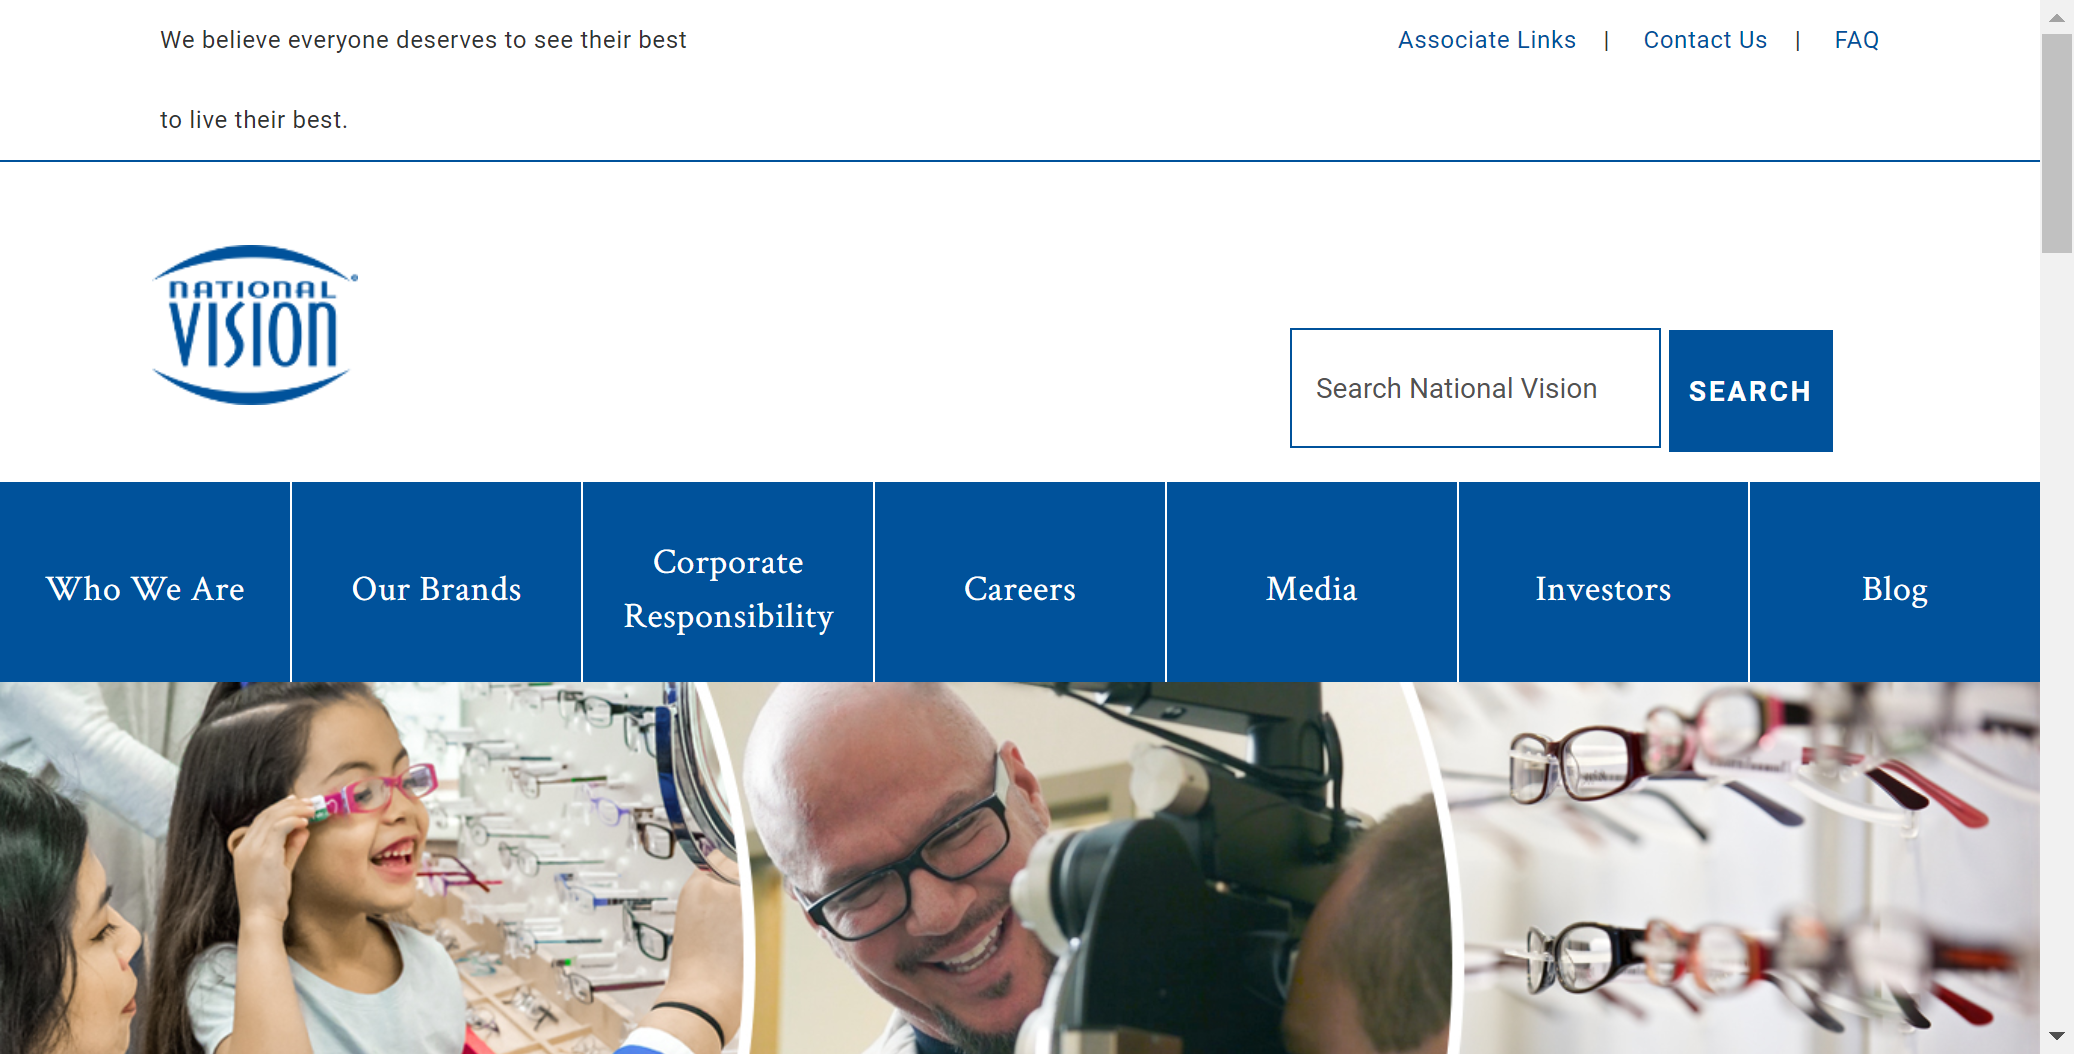 We believe everyone deserves to see their best
to live their best.
Associate Links | Contact Us | FAQ
NATIONAL
VISION
Search National Vision
SEARCH
Who We Are
Our Brands
Corporate
Responsibility
Careers
Media
Investors
Blog